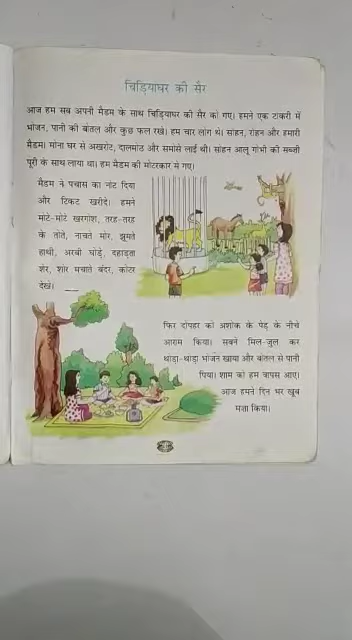 चिड़ियाघर की सैर
आज हम सब अपनी मैडम के साथ चिड़ियाघर की सैर को गए। हमने एक टोकरी में
भोजन, पानी की बोतल और कुछ फल रखे। हम चार लोग थे। सोहन, रोहन और हमारी
मैडम। मोना घर से अखरोट, दालमोठ और समोसे लाई थी। सोहन आलू गोभी की सब्जी
पूरी के साथ लाया था। हम मैडम की मोटरकार से गए।
मैडम ने पचास का नोट दिया
और टिकट खरीदे। हमने
मोटे-मोटे खरगोश, तरह-तरह
के तोते, नाचते मोर, झूमते
हाथी, अरबी घोड़े, दहाड़ता
शेर, शोर मचाते बंदर, कोटर
देखे।
फिर दोपहर को अशोक के पेड़ के नीचे
आराम किया। सबने मिल-जुल कर
थोड़ा-थोड़ा भोजन खाया और बोतल से पानी
पिया। शाम को हम वापस आए।
आज हमने दिन भर खूब
मज़ा किया।